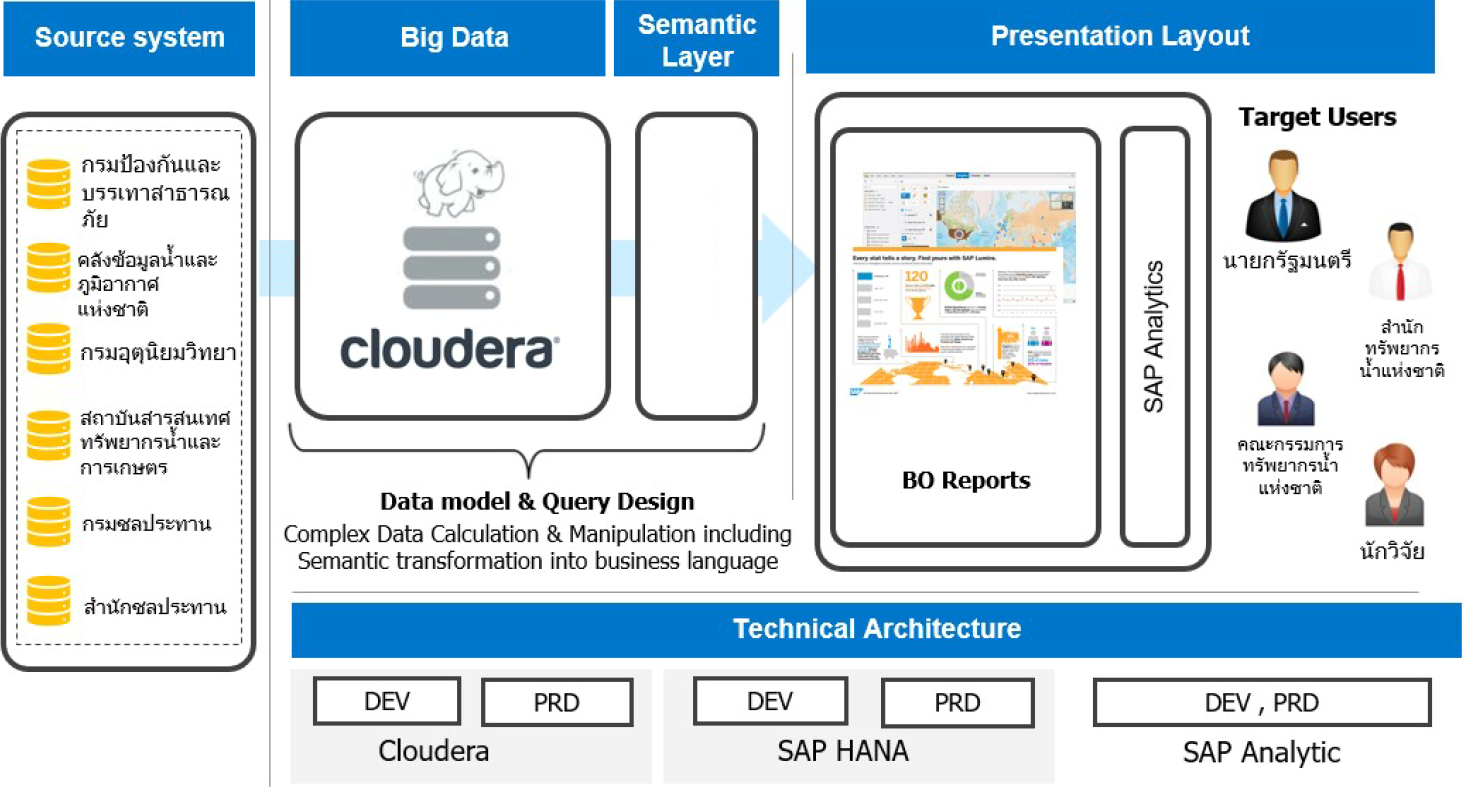 Source system
Big Data
Semantic
Layer
Presentation Layout
กรมป้องกันและ
บรรเทาสาธารณ
ภัย
คลังข้อมูลน้ำและ
ภูมิอากาศ
แห่งชาติ
กรมอุตุนิยมวิทยา
สถาบันสารสนเทศ
ทรัพยากรน้ำและ
การเกษตร
กรมชลประทาน
สำนักชลประทาน
cloudera
Data model & Query Design
Complex Data Calculation & Manipulation including
Semantic transformation into business language
Every stat tells a story. Find yours with SAP Lumira.
120
SAP
BO Reports
SAP Analytics
Target Users
นายกรัฐมนตรี
สำนัก
ทรัพยากร
น้ำแห่งชาติ
คณะกรรมการ
ทรัพยากรน้ำ
แห่งชาติ
นักวิจัย
Technical Architecture
DEV
PRD
Cloudera
DEV
PRD
SAP HANA
DEV , PRD
SAP Analytic